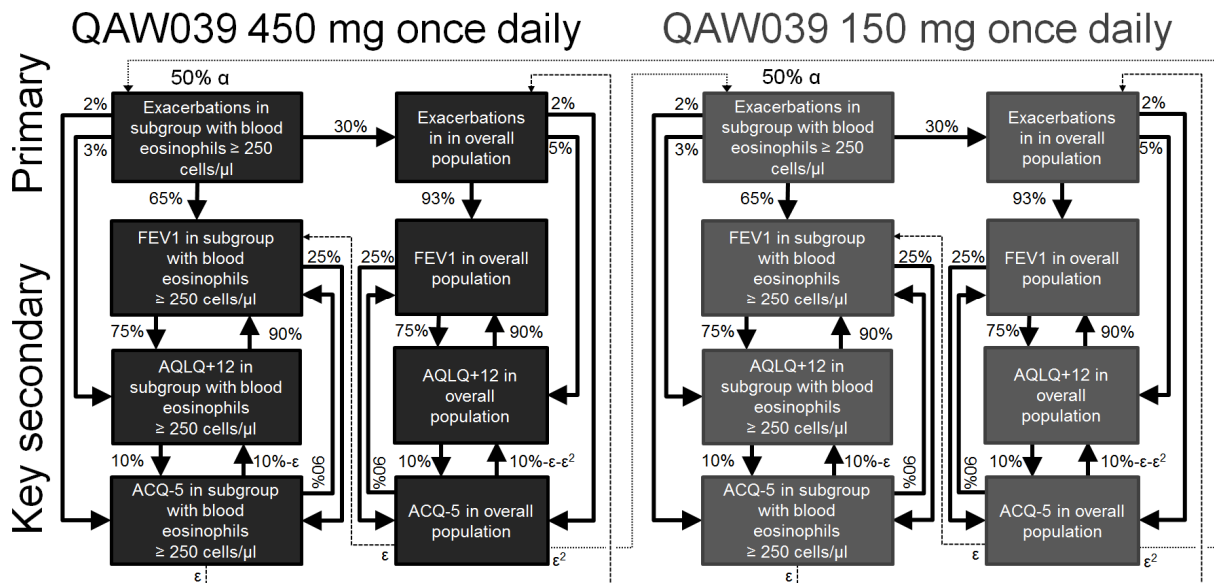 QAW039 450 mg once daily
QAW039 150 mg once daily
Primary
Key secondary
50% α
2%
3%
Exacerbations in
subgroup with blood
eosinophils ≥ 250
cells/µl
30%
Exacerbations
in in overall
population
2%
5%
65%
93%
FEV1 in subgroup
with blood
eosinophils
≥ 250 cells/µl
25%
25%
FEV1 in overall
population
75%
90%
75%
90%
AQLQ+12 in
subgroup with blood
eosinophils
≥ 250 cells/µl
AQLQ+12 in
overall
population
10%
10%-ε
90%
90%
10%
10%-ε-ε²
ACQ-5 in subgroup
with blood
eosinophils
≥ 250 cells/µl
ACQ-5 in overall
population
ε
ε
ε²
50% α
2%
3%
Exacerbations in
subgroup with blood
eosinophils ≥ 250
cells/µl
30%
Exacerbations
in in overall
population
2%
5%
65%
93%
FEV1 in subgroup
with blood
eosinophils
≥ 250 cells/µl
25%
25%
FEV1 in overall
population
75%
90%
75%
90%
AQLQ+12 in
subgroup with blood
eosinophils
≥ 250 cells/µl
AQLQ+12 in
overall
population
10%
10%-ε
90%
90%
10%
10%-ε-ε²
ACQ-5 in subgroup
with blood
eosinophils
≥ 250 cells/µl
ACQ-5 in overall
population
ε
ε
ε²